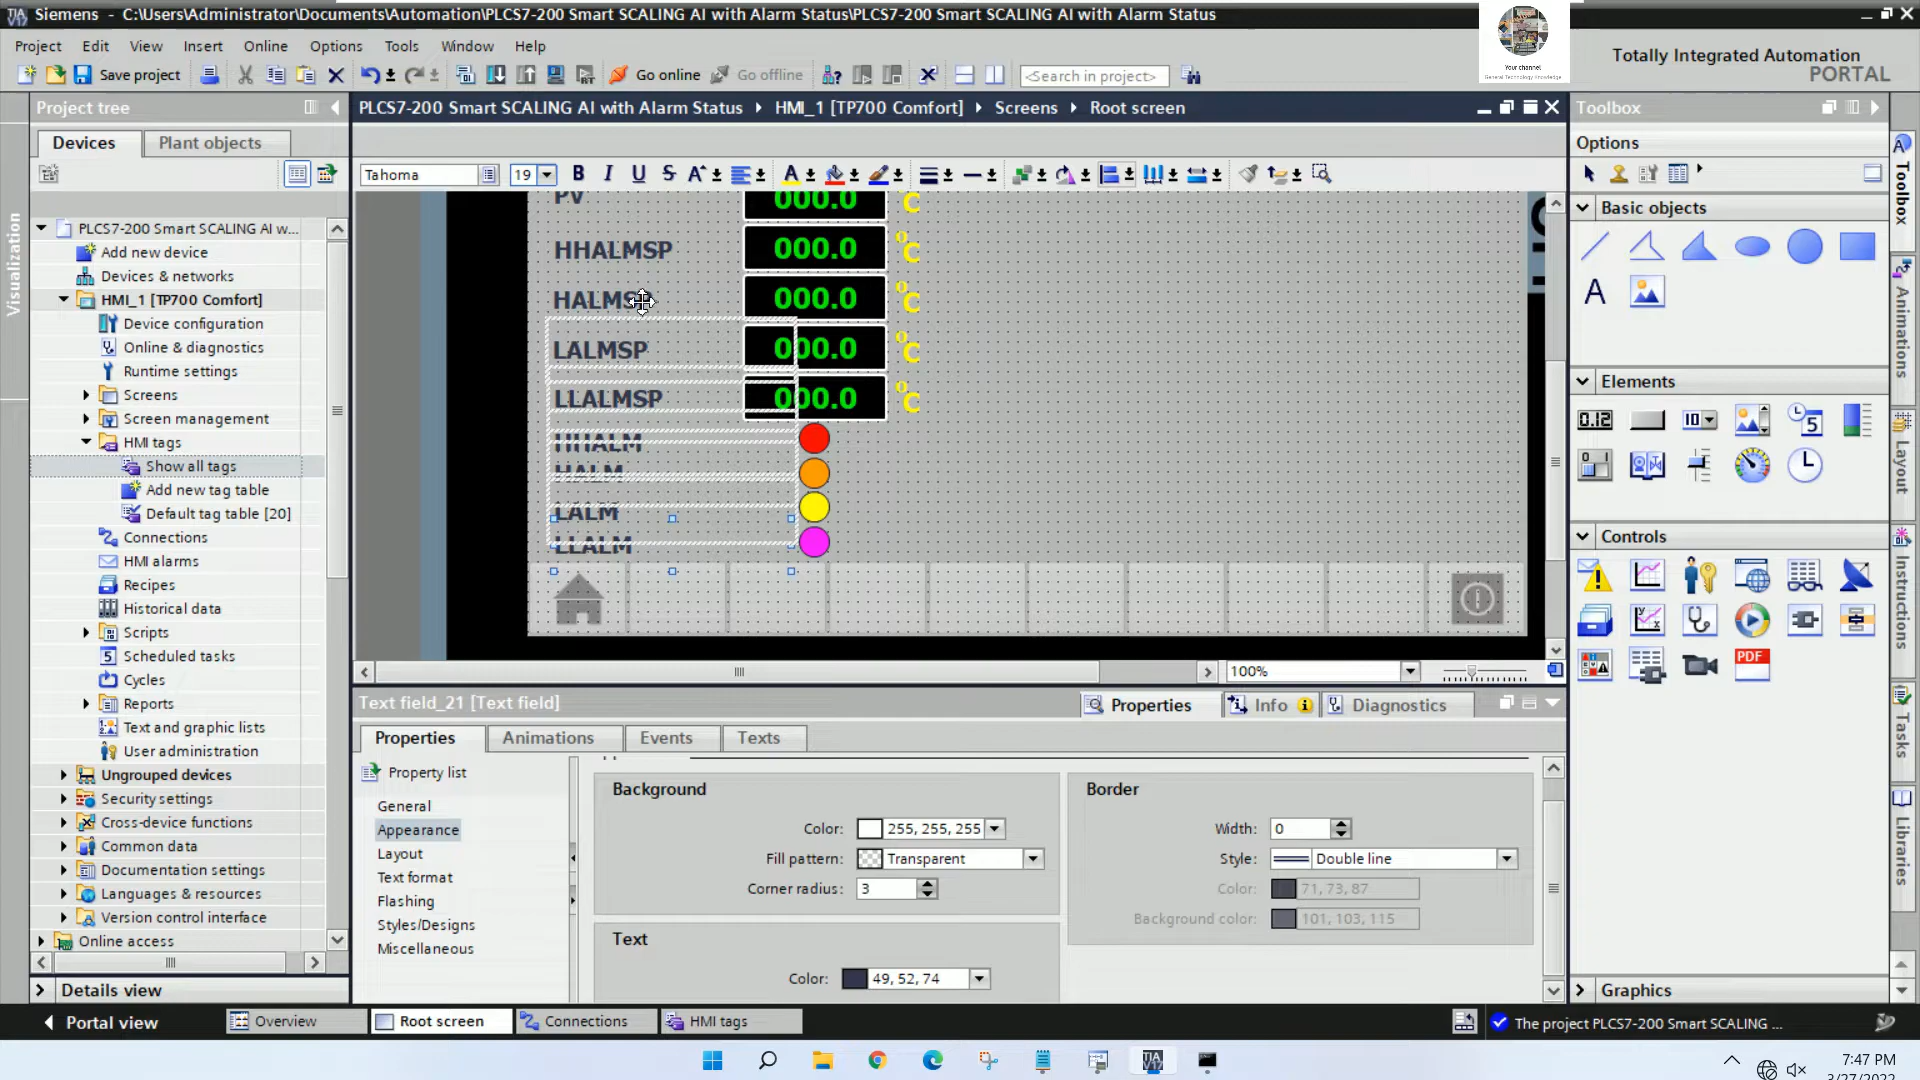 Siemens - C:\Users\Administrator\Documents\Automation\PLCS7-200 Smart SCALING AI with Alarm Status\PLCS7-200 Smart SCALING AI with Alarm Status
Your channel
General Technology Knowledge
Project Edit View Insert Online Options Tools Window Help
Totally Integrated Automation
PORTAL
Save project
Go online
Go offline
<Search in project>
Project tree
PLCS7-200 Smart SCALING AI with Alarm Status
HMI_1 [TP700 Comfort]
Screens
Root screen
Toolbox
Devices
Plant objects
Options
Tahoma
19
Visualization
PLCS7-200 Smart SCALING AI w...
Add new device
Devices & networks
HMI_1 [TP700 Comfort]
Device configuration
Online & diagnostics
Runtime settings
Screens
Screen management
HMI tags
Show all tags
Add new tag table
Default tag table [20]
Connections
HMI alarms
Recipes
Historical data
Scripts
Scheduled tasks
Cycles
Reports
Text and graphic lists
User administration
Ungrouped devices
Security settings
Cross-device functions
Common data
Documentation settings
Languages & resources
Version control interface
Online access
Details view
PV 000.0 °C
HHALMSP 000.0 °C
HALMSP 000.0 °C
LALMSP 000.0 °C
LLALMSP 000.0 °C
HHALM
HALM
LALM
LLALM
100%
Basic objects
Elements
Controls
PDF
Graphics
Toolbox
Animations
Layout
Instructions
Tasks
Libraries
Text field_21 [Text field]
Properties
Info
Diagnostics
Properties
Animations
Events
Texts
Property list
General
Appearance
Layout
Text format
Flashing
Styles/Designs
Miscellaneous
Background
Color: 255, 255, 255
Fill pattern: Transparent
Corner radius: 3
Text
Color: 49, 52, 74
Border
Width: 0
Style: Double line
Color: 71, 73, 87
Background color: 101, 103, 115
Portal view
Overview
Root screen
Connections
HMI tags
The project PLCS7-200 Smart SCALING ...
7:47 PM
3/27/2022